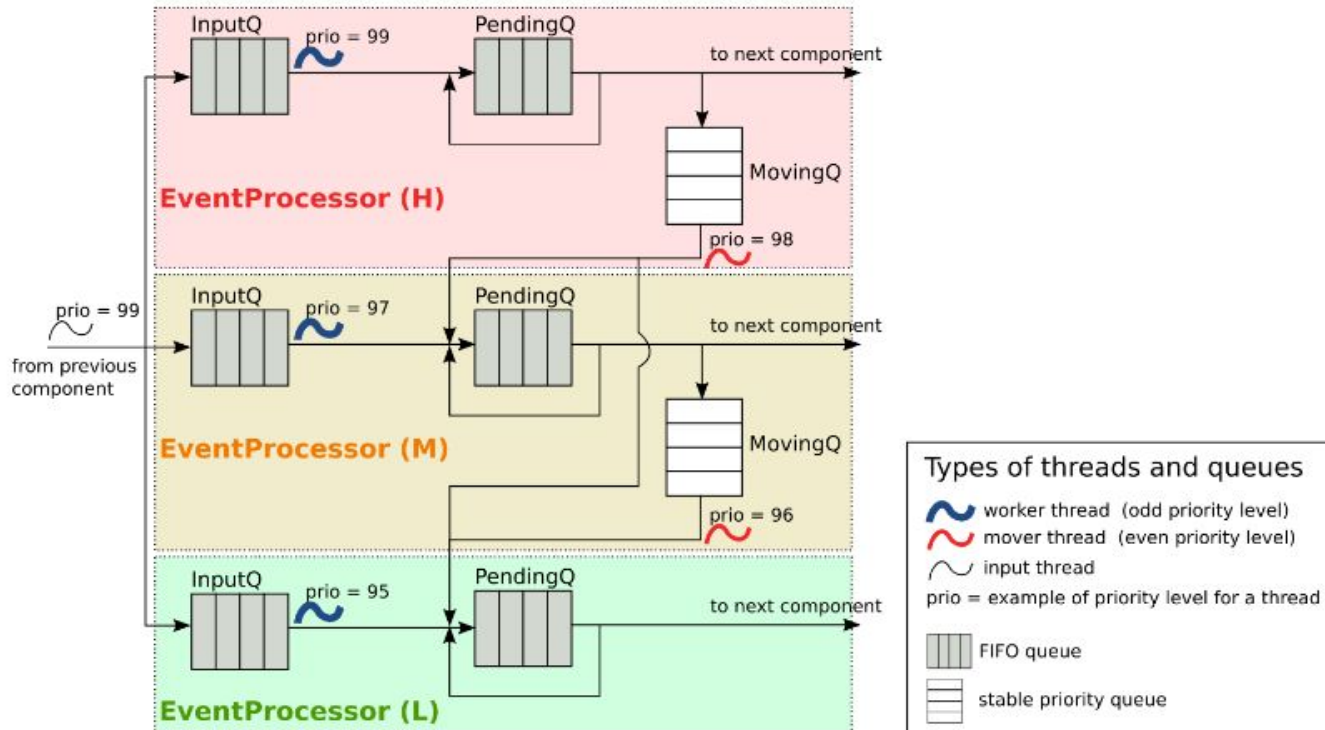 InputQ
prio = 99
PendingQ
to next component
MovingQ
EventProcessor (H)
prio = 98
InputQ
prio = 97
PendingQ
to next component
prio = 99
from previous
component
MovingQ
EventProcessor (M)
prio = 96
InputQ
prio = 95
PendingQ
to next component
EventProcessor (L)
Types of threads and queues
worker thread (odd priority level)
mover thread (even priority level)
input thread
prio = example of priority level for a thread
FIFO queue
stable priority queue